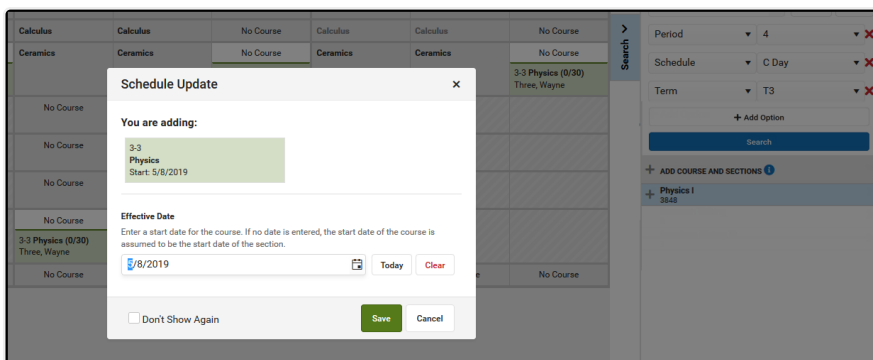 Calculus Calculus No Course Calculus Calculus No Course
Ceramics Ceramics No Course Ceramics Ceramics No Course
3-3 Physics (0/30)
Three, Wayne
No Course
No Course
No Course
No Course
3-3 Physics (0/30)
Three, Wayne
No Course No Course
Schedule Update ×
You are adding:
3-3
Physics
Start: 5/8/2019
Effective Date
Enter a start date for the course. If no date is entered, the start date of the course is
assumed to be the start date of the section.
5/8/2019 Today Clear
Don't Show Again Save Cancel
Search
Period 4
Schedule C Day
Term T3
+ Add Option
Search
+ ADD COURSE AND SECTIONS
+ Physics I
3848